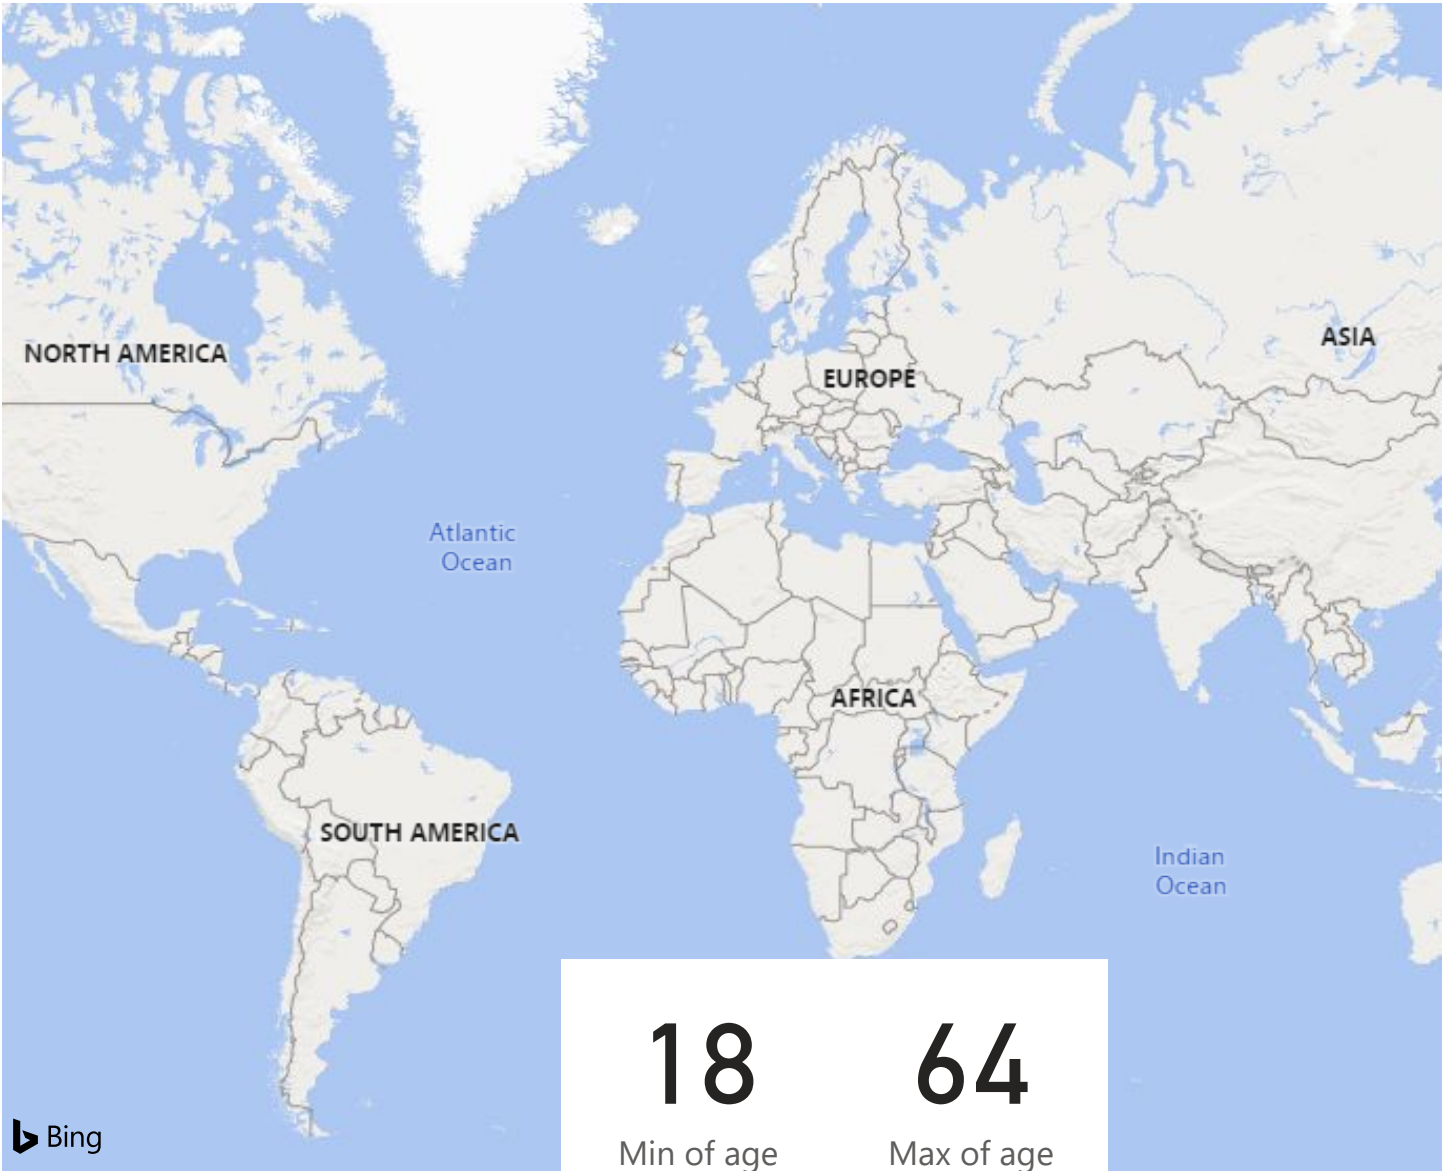 NORTH AMERICA
ASIA
EUROPE
Atlantic
Ocean
AFRICA
SOUTH AMERICA
Indian
Ocean
18
64
Min of age
Max of age
Bing